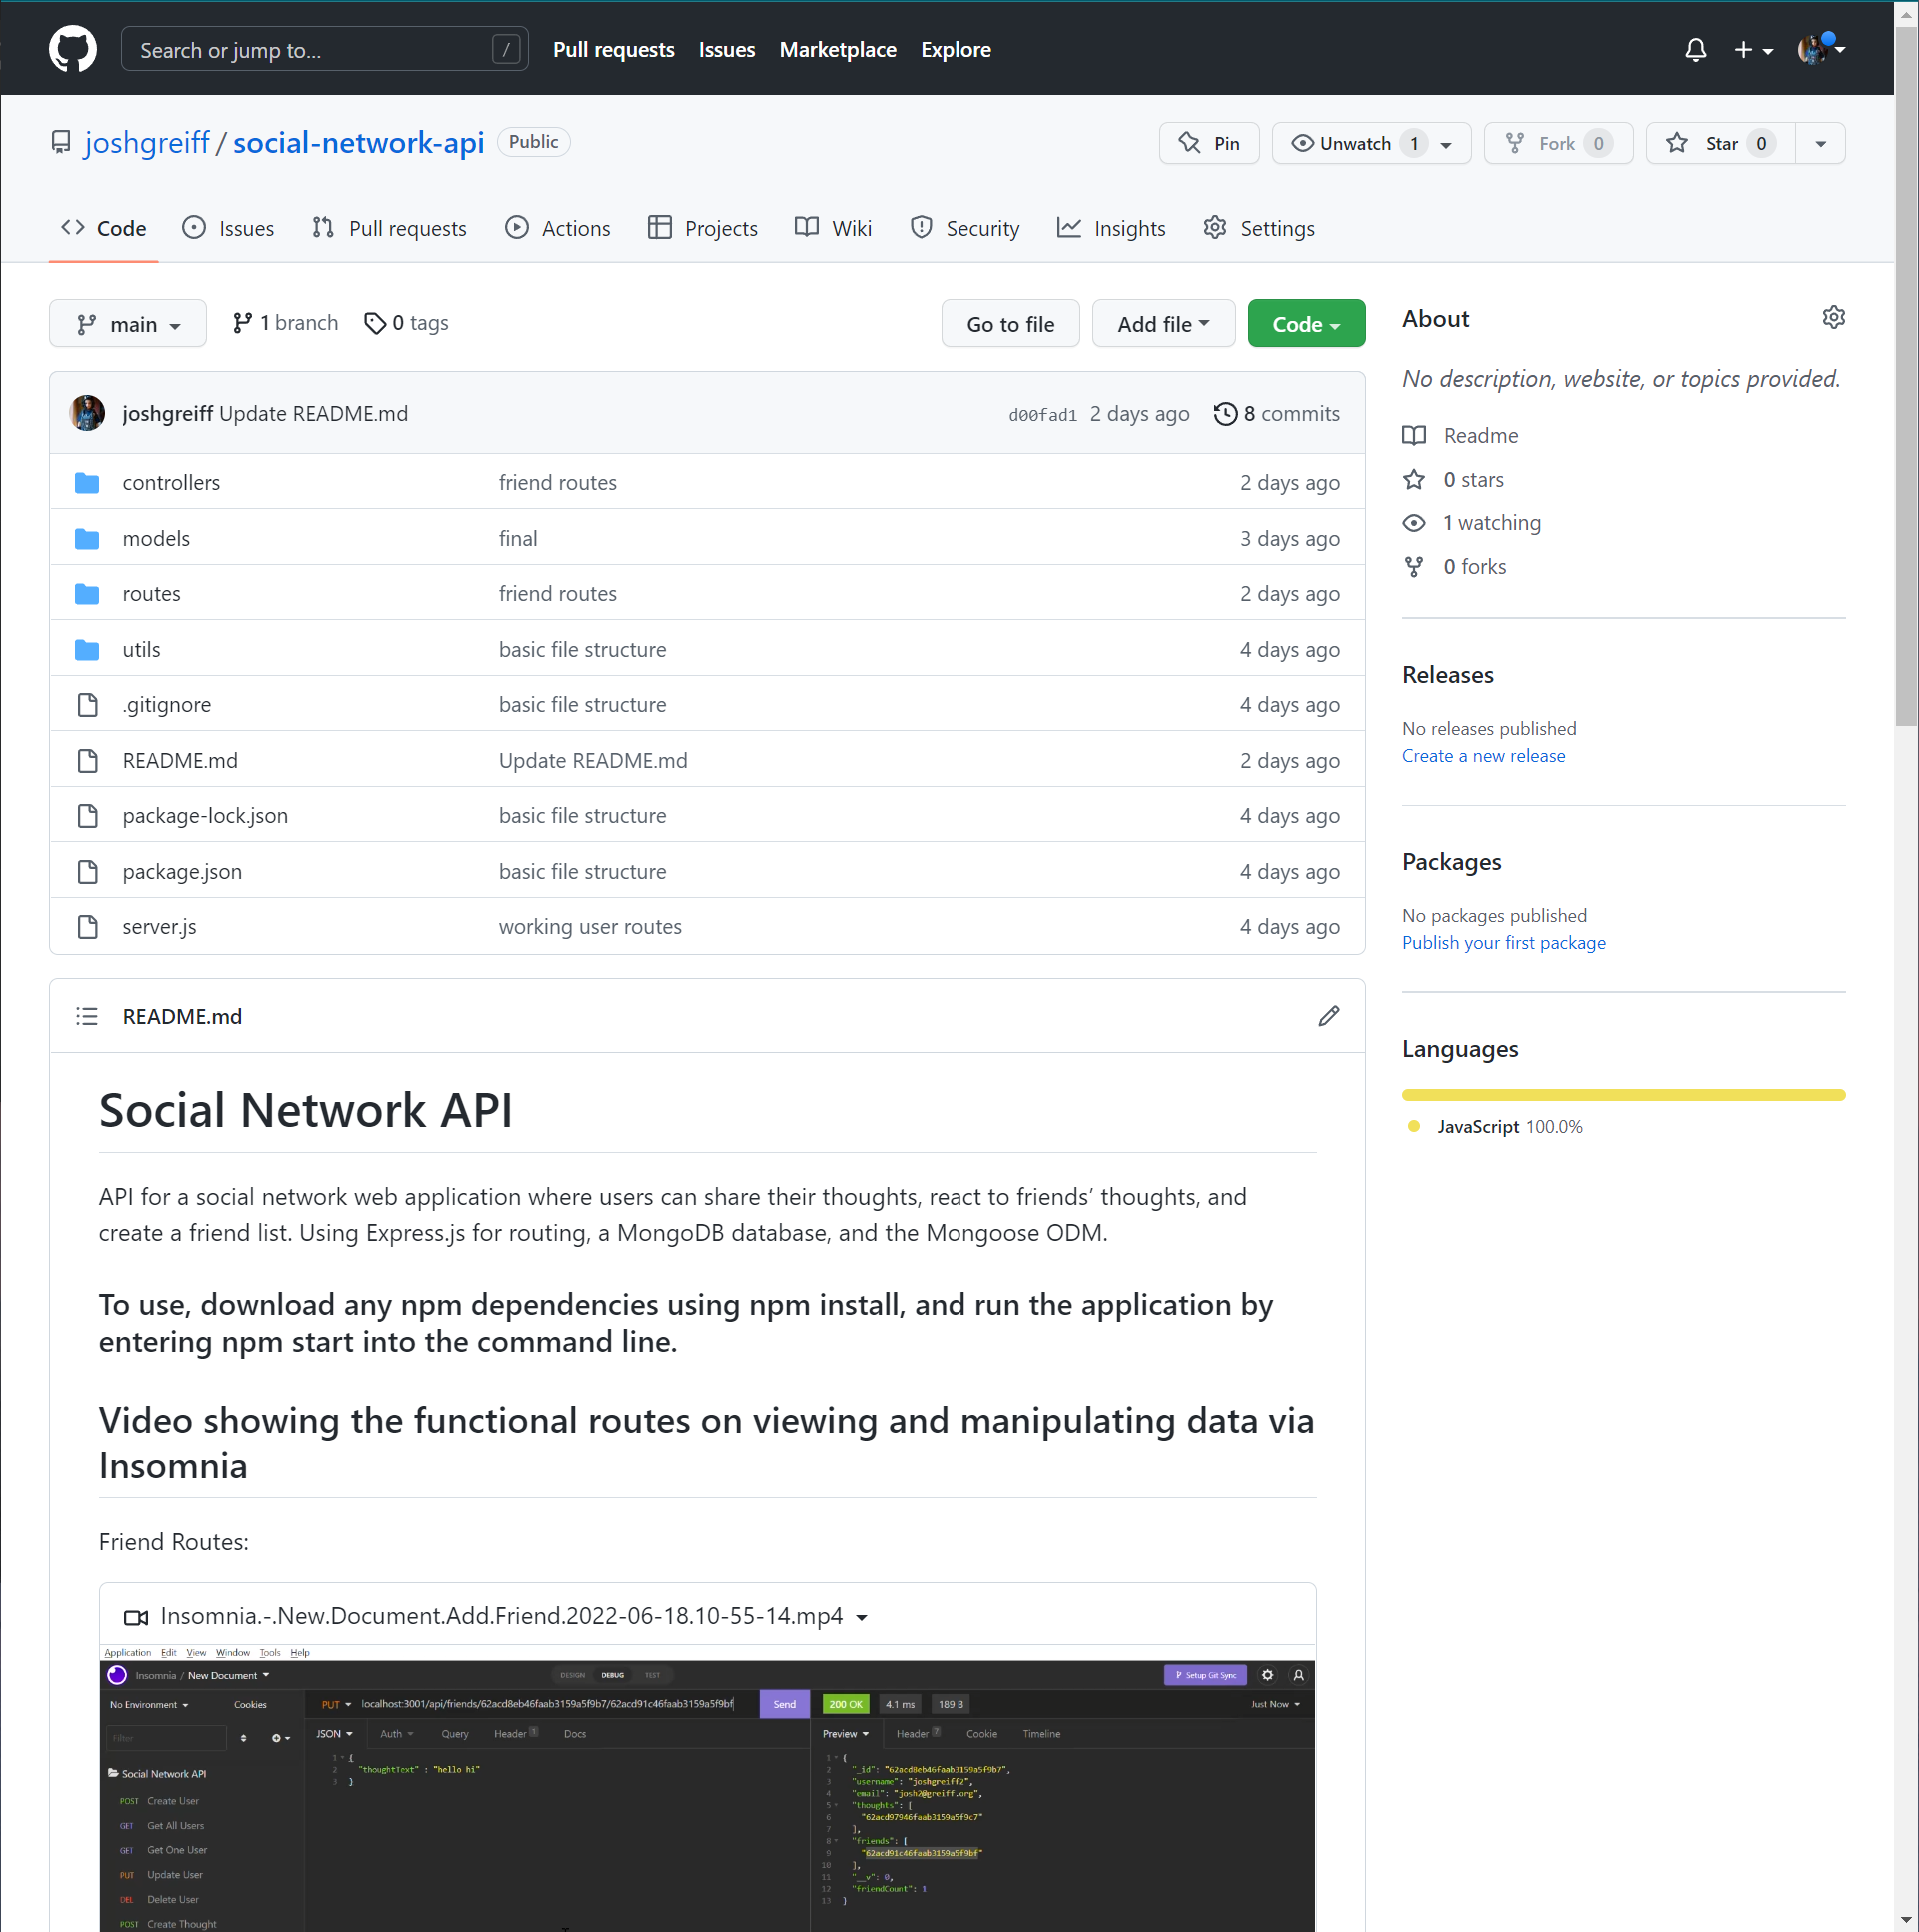 Search or jump to... /
Pull requests Issues Marketplace Explore
joshgreiff / social-network-api Public
Pin Unwatch 1 Fork 0 Star 0
Code Issues Pull requests Actions Projects Wiki Security Insights Settings
main 1 branch 0 tags Go to file Add file Code
joshgreiff Update README.md d00fad1 2 days ago 8 commits
controllers friend routes 2 days ago
models final 3 days ago
routes friend routes 2 days ago
utils basic file structure 4 days ago
.gitignore basic file structure 4 days ago
README.md Update README.md 2 days ago
package-lock.json basic file structure 4 days ago
package.json basic file structure 4 days ago
server.js working user routes 4 days ago
About
No description, website, or topics provided.
Readme
0 stars
1 watching
0 forks
Releases
No releases published
Create a new release
Packages
No packages published
Publish your first package
Languages
JavaScript 100.0%
README.md
Social Network API
API for a social network web application where users can share their thoughts, react to friends’ thoughts, and
create a friend list. Using Express.js for routing, a MongoDB database, and the Mongoose ODM.
To use, download any npm dependencies using npm install, and run the application by
entering npm start into the command line.
Video showing the functional routes on viewing and manipulating data via
Insomnia
Friend Routes:
Insomnia.-.New.Document.Add.Friend.2022-06-18.10-55-14.mp4
Application Edit View Window Tools Help
Insomnia / New Document DESIGN DEBUG TEST Setup Git Sync
No Environment Cookies
Filter
Social Network API
POST Create User
GET Get All Users
GET Get One User
PUT Update User
DEL Delete User
POST Create Thought
PUT localhost:3001/api/friends/62acd8eb46faab3159a5f9b7/62acd91c46faab3159a5f9bf Send
JSON Auth Query Header 1 Docs
1 {
2 "thoughtText" : "hello hi"
3 }
200 OK 4.1 ms 189 B Just Now
Preview Header 7 Cookie Timeline
1 {
2 "_id": "62acd8eb46faab3159a5f9b7",
3 "username": "joshgreiff2",
4 "email": "josh2@greiff.org",
5 "thoughts": [
6 "62acd97946faab3159a5f9c7"
7 ],
8 "friends": [
9 "62acd91c46faab3159a5f9bf"
10 ],
11 "__v": 0,
12 "friendCount": 1
13 }